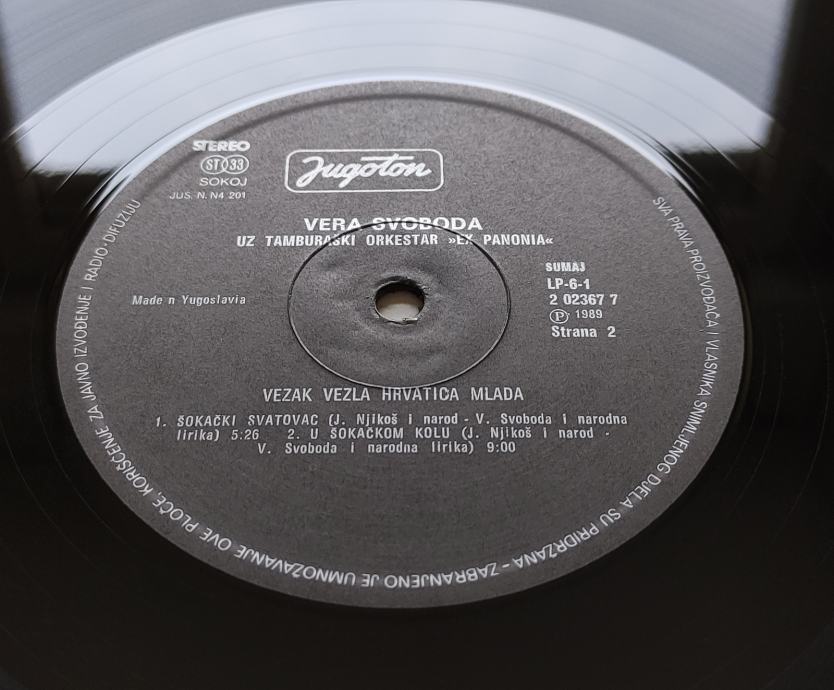 STEREO
ST 33
SOKOJ
JUS. N. N4 201
Jugoton
VERA SVOBODA
UZ TAMBURAŠKI ORKESTAR »EX PANONIA«
Made n Yugoslavia
SUMAJ
LP-6-1
2 02367 7
Ⓟ 1989
Strana 2
VEZAK VEZLA HRVATICA MLADA
1. ŠOKAČKI SVATOVAC (J. Njikoš i narod - V. Svoboda i narodna
lirika) 5:26 2. U ŠOKAČKOM KOLU (J. Njikoš i narod -
V. Svoboda i narodna lirika) 9:00
SVA PRAVA PROIZVOĐAČA I VLASNIKA SNIMLJENOG DJELA SU PRIDRŽANA - ZABRANJENO JE UMNOŽAVANJE OVE PLOČE, KORIŠĆENJE ZA JAVNO IZVOĐENJE I RADIO-DIFUZIJU